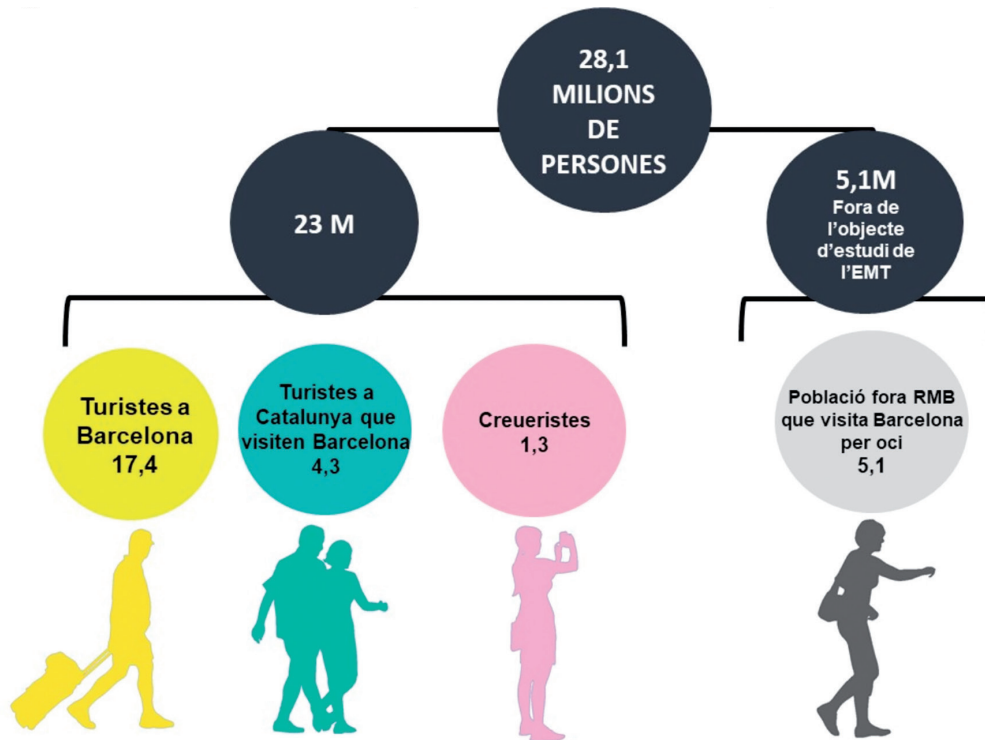 28,1
MILIONS
DE
PERSONES
23 M
5,1M
Fora de
l'objecte
d'estudi de
l'EMT
Turistes a
Barcelona
17,4
Turistes a
Catalunya que
visiten Barcelona
4,3
Creueristes
1,3
Població fora RMB
que visita Barcelona
per oci
5,1